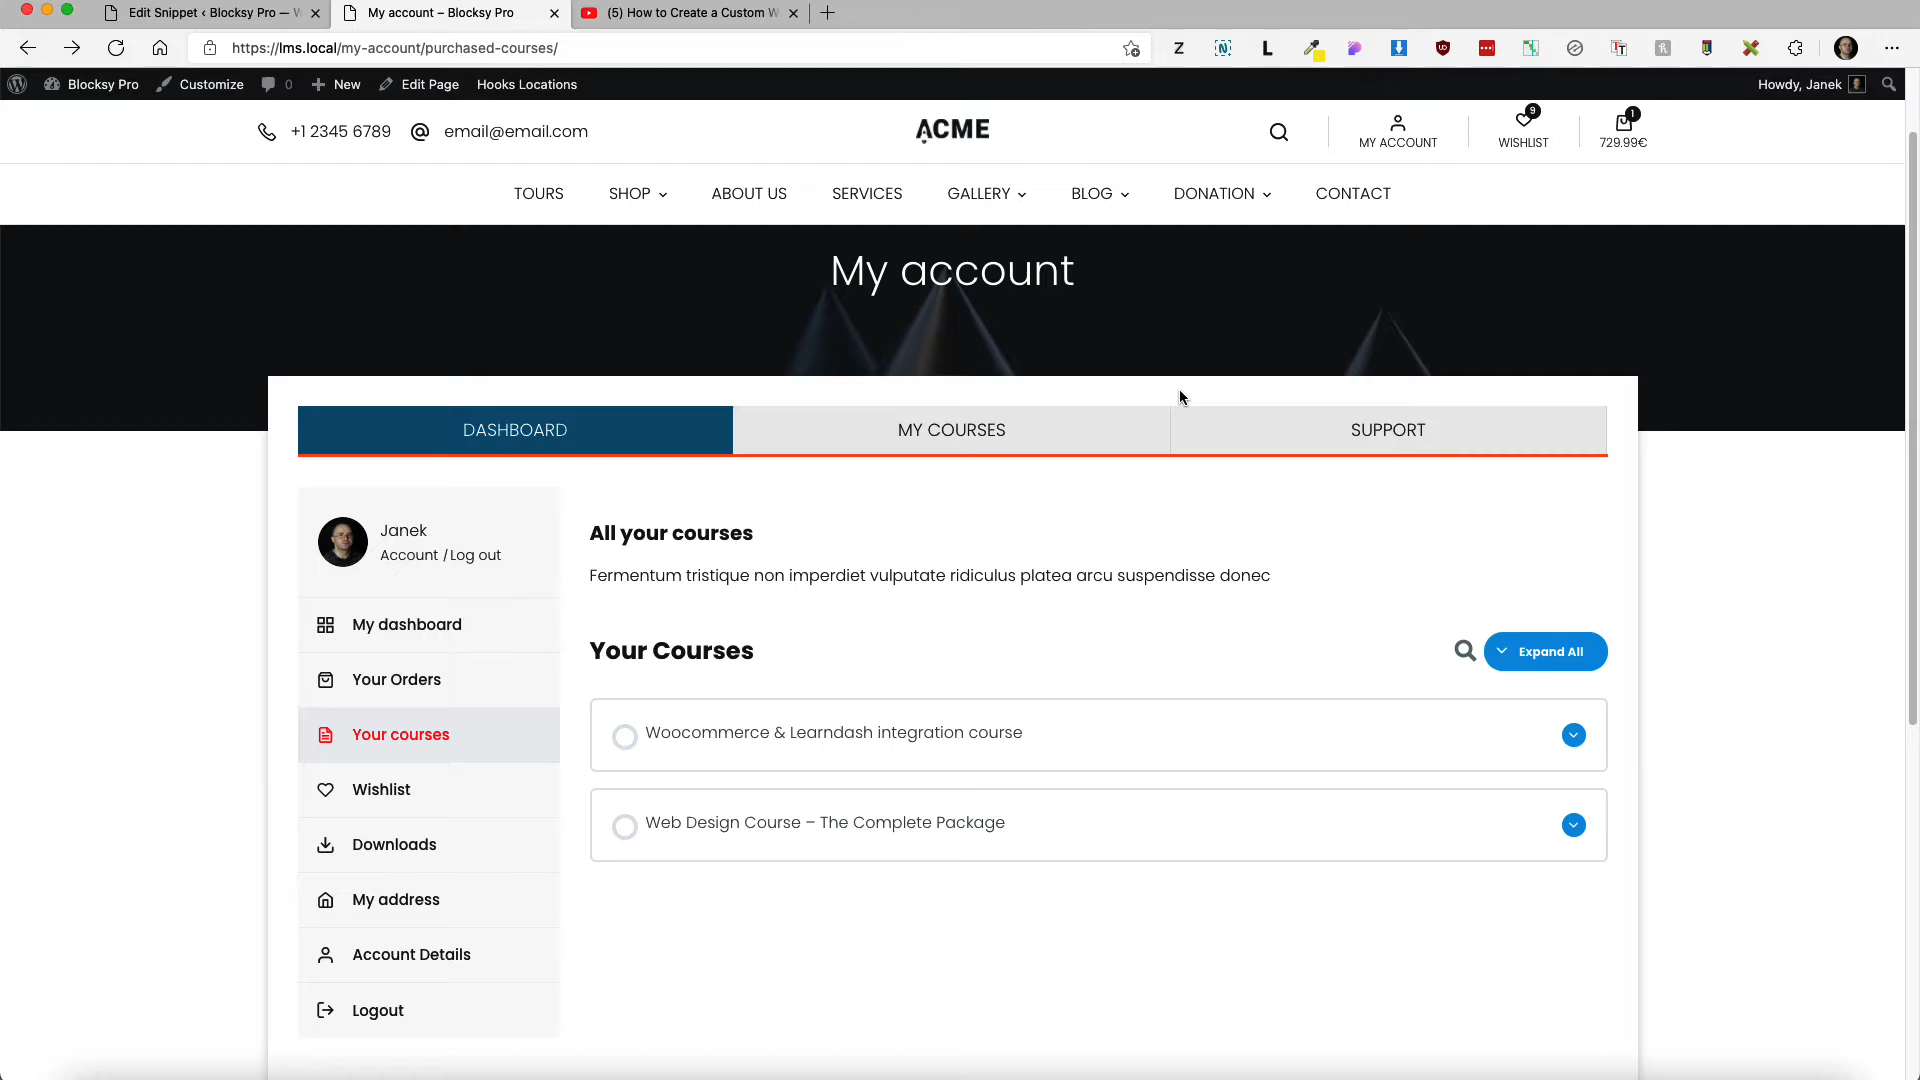 Edit Snippet ‹ Blocksy Pro — W
My account – Blocksy Pro
(5) How to Create a Custom W
https://lms.local/my-account/purchased-courses/
Blocksy Pro
Customize
0
New
Edit Page
Hooks Locations
Howdy, Janek
+1 2345 6789
email@email.com
ACME
MY ACCOUNT
9
WISHLIST
1
729.99€
TOURS
SHOP
ABOUT US
SERVICES
GALLERY
BLOG
DONATION
CONTACT
My account
DASHBOARD
MY COURSES
SUPPORT
Janek
Account / Log out
My dashboard
Your Orders
Your courses
Wishlist
Downloads
My address
Account Details
Logout
All your courses
Fermentum tristique non imperdiet vulputate ridiculus platea arcu suspendisse donec
Your Courses
Expand All
Woocommerce & Learndash integration course
Web Design Course – The Complete Package